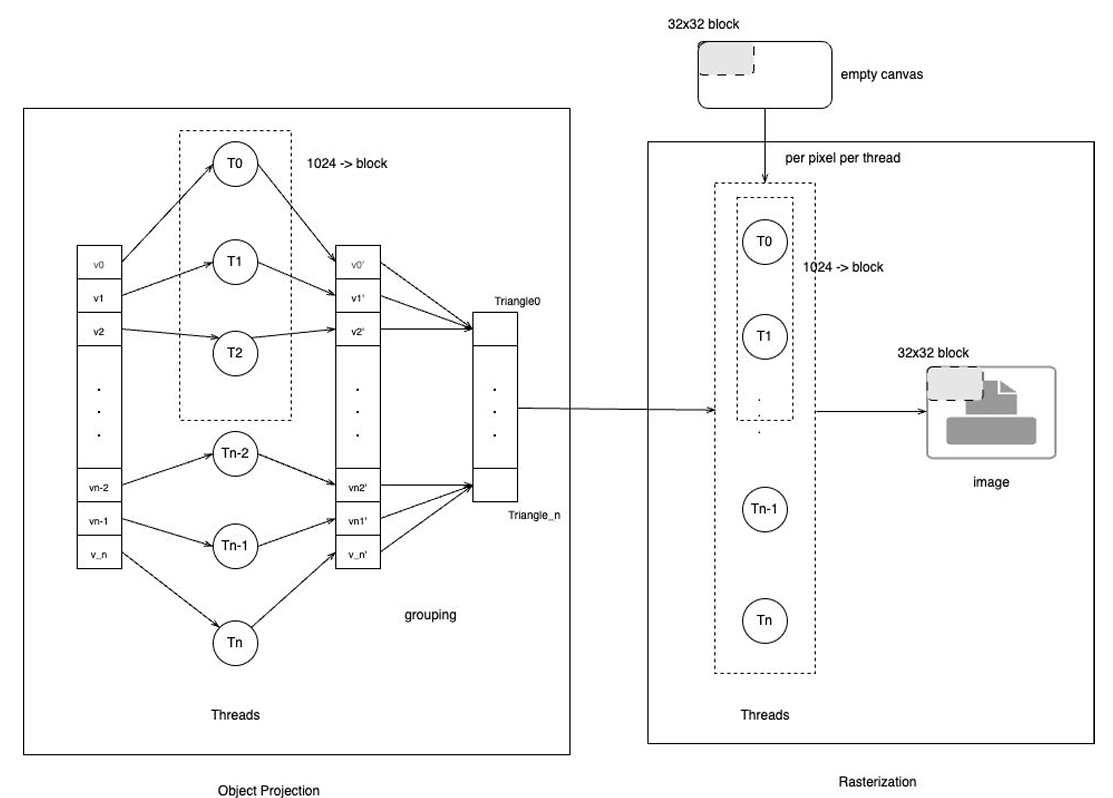 32x32 block
empty canvas
per pixel per thread
T0
1024 -> block
T1
T2
Tn-2
Tn-1
Tn
v0
v1
v2
.
.
.
vn-2
vn-1
v_n
v0'
v1'
v2'
.
.
.
vn2'
vn1'
v_n'
Triangle0
.
.
.
Triangle_n
grouping
Threads
Object Projection
T0
1024 -> block
T1
.
.
.
Tn-1
Tn
Threads
32x32 block
image
Rasterization